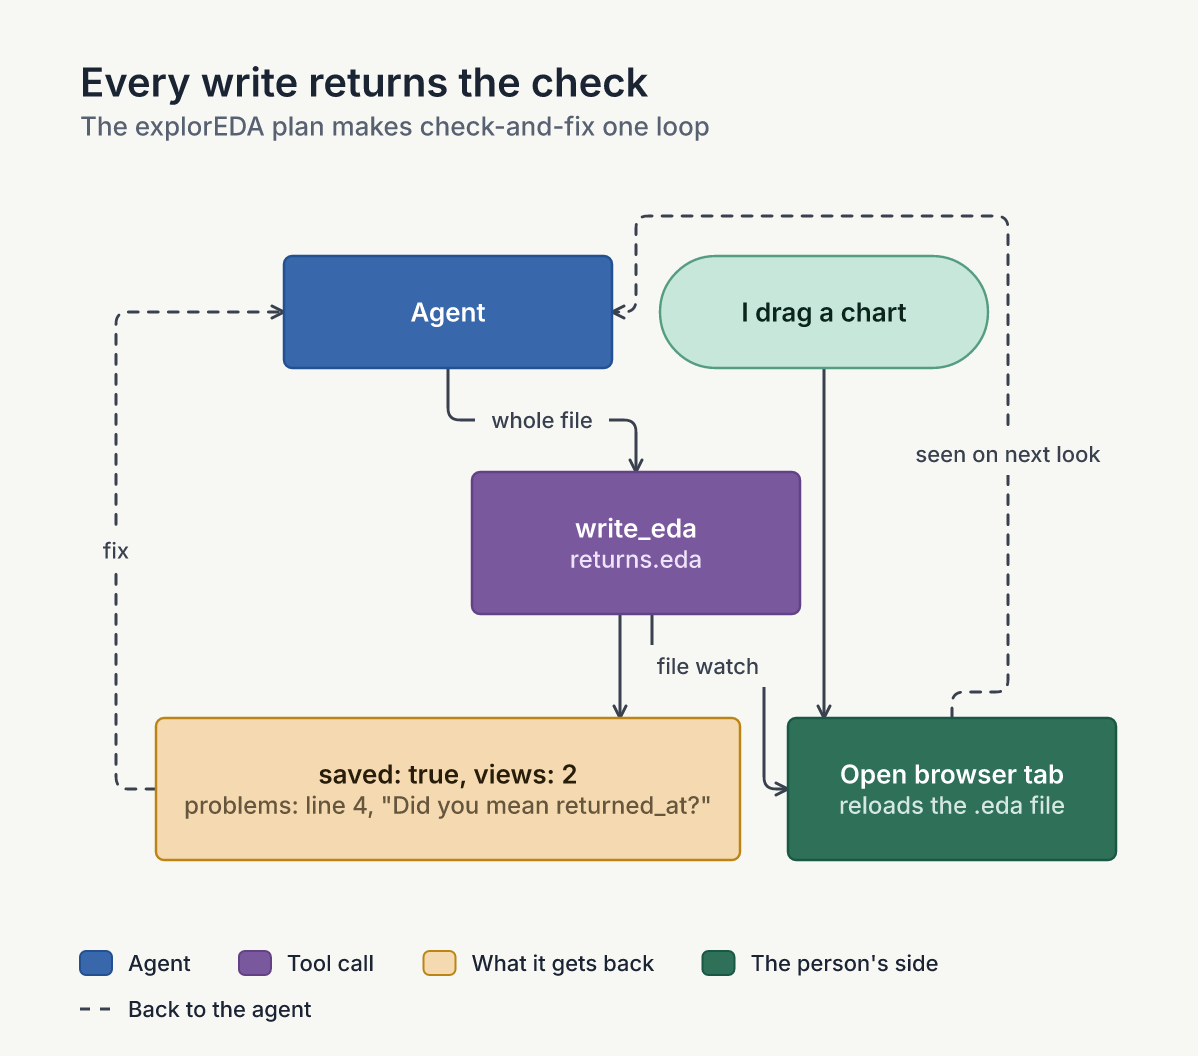 Every write returns the check
The explorEDA plan makes check-and-fix one loop
Agent
I drag a chart
whole file
seen on next look
write_eda
returns.eda
fix
file watch
saved: true, views: 2
problems: line 4, "Did you mean returned_at?"
Open browser tab
reloads the .eda file
Agent
Tool call
What it gets back
The person's side
Back to the agent